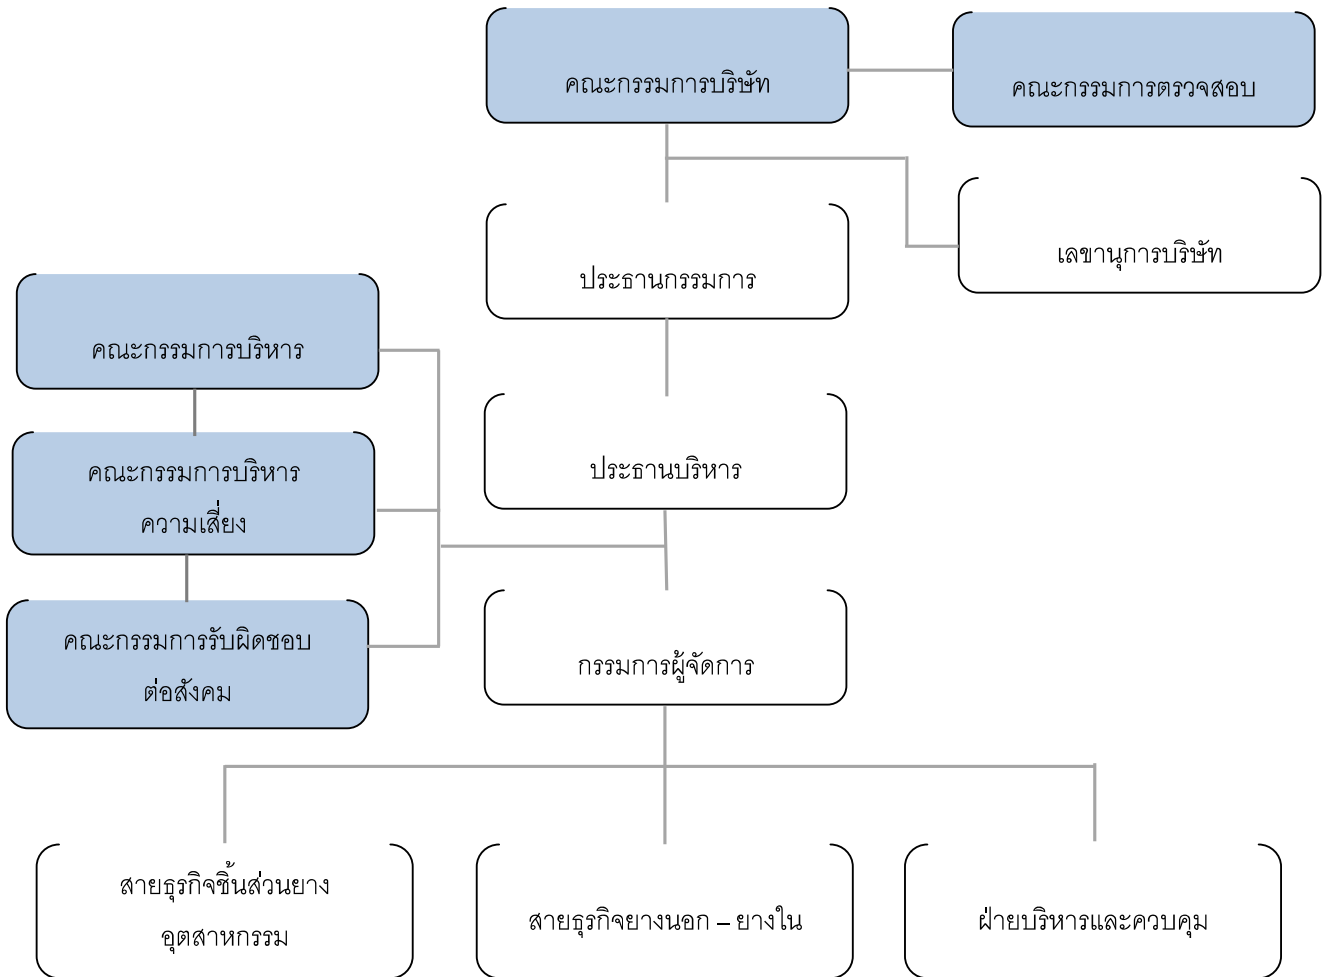 คณะกรรมการบริษัท
คณะกรรมการตรวจสอบ
เลขานุการบริษัท
ประธานกรรมการ
คณะกรรมการบริหาร
ประธานบริหาร
คณะกรรมการบริหาร
ความเสี่ยง
คณะกรรมการรับผิดชอบ
ต่อสังคม
กรรมการผู้จัดการ
สายธุรกิจชิ้นส่วนยาง
อุตสาหกรรม
สายธุรกิจยางนอก – ยางใน
ฝ่ายบริหารและควบคุม